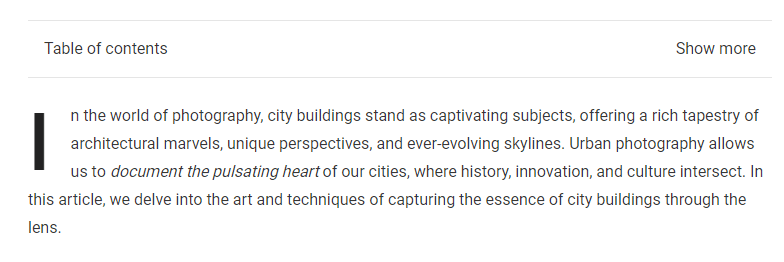 Table of contents Show more
In the world of photography, city buildings stand as captivating subjects, offering a rich tapestry of
architectural marvels, unique perspectives, and ever-evolving skylines. Urban photography allows
us to document the pulsating heart of our cities, where history, innovation, and culture intersect. In
this article, we delve into the art and techniques of capturing the essence of city buildings through the
lens.